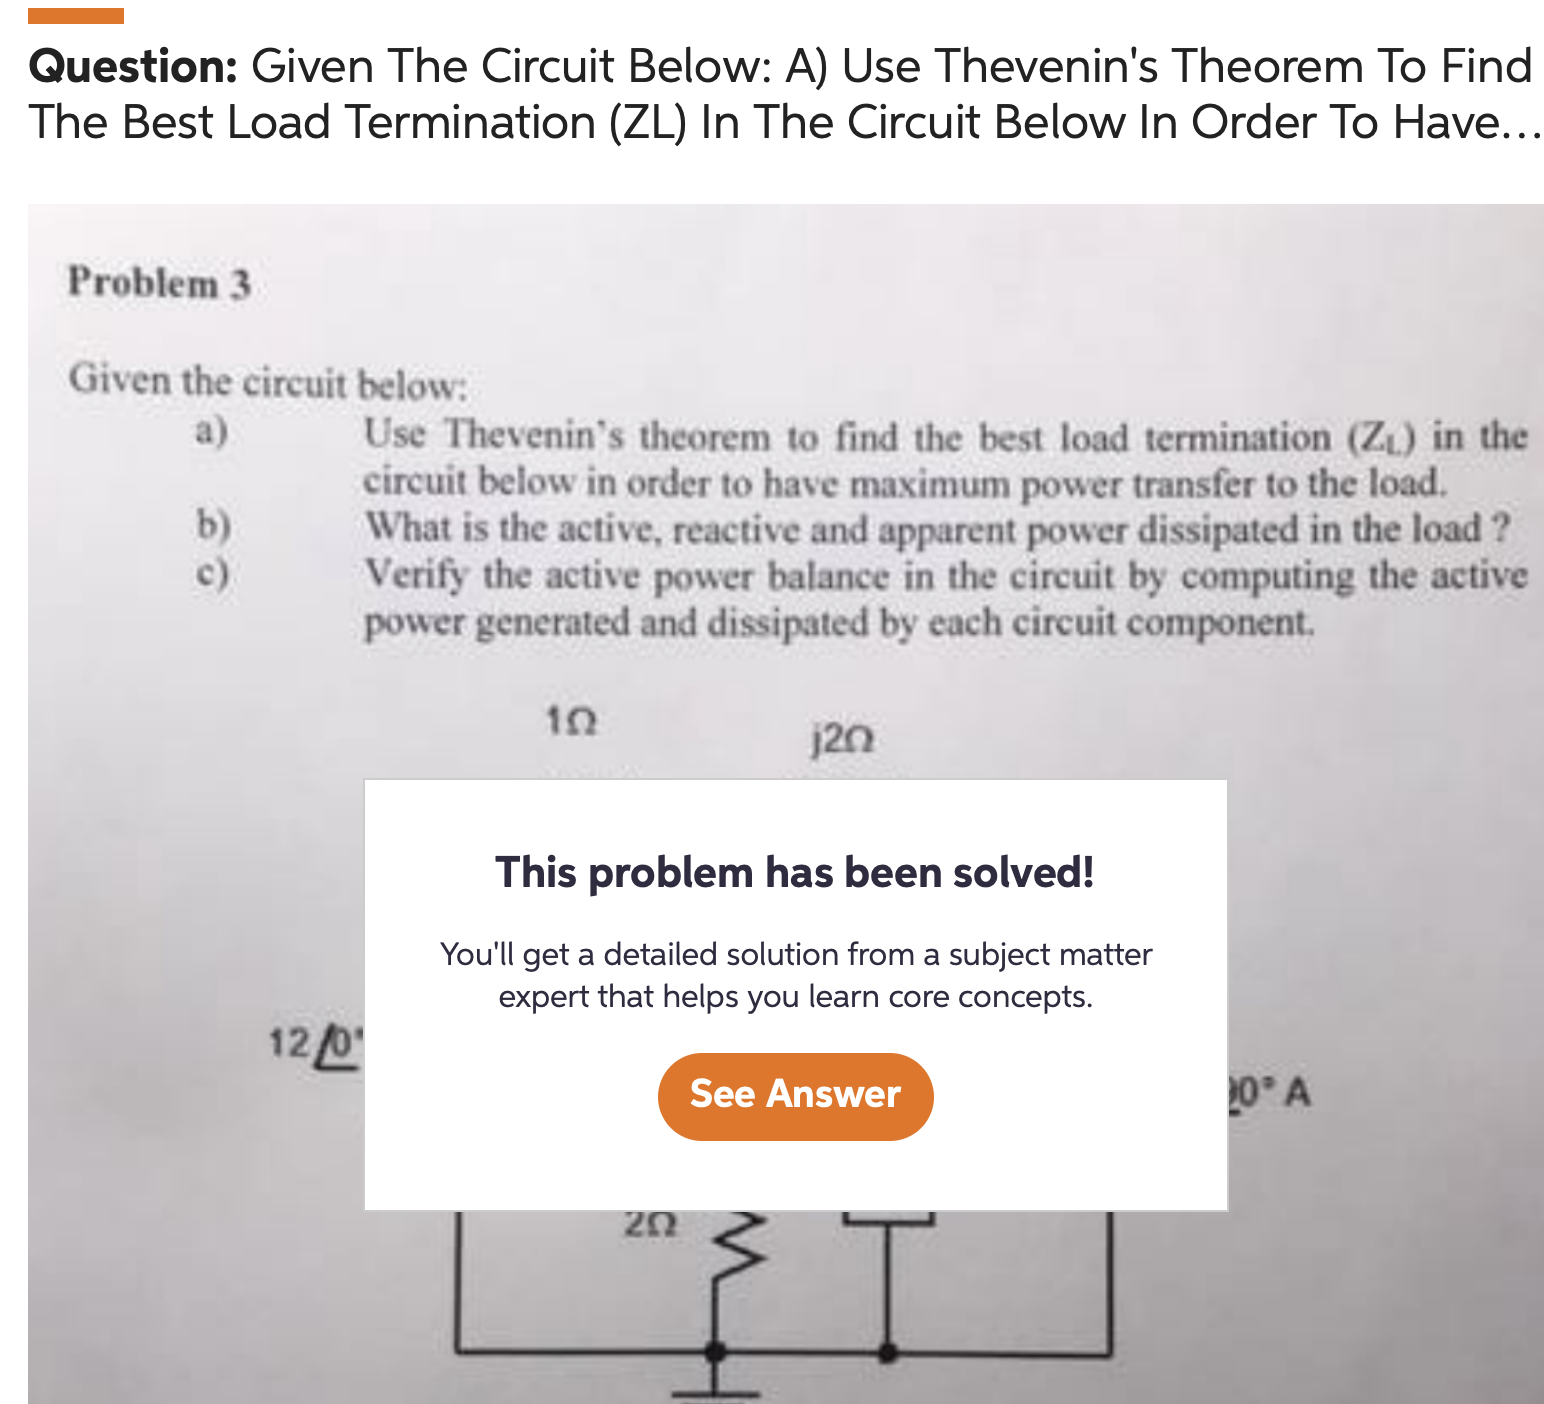 Question: Given The Circuit Below: A) Use Thevenin's Theorem To Find
The Best Load Termination (ZL) In The Circuit Below In Order To Have...
Problem 3
Given the circuit below:
a) Use Thevenin's theorem to find the best load termination (ZL) in the
circuit below in order to have maximum power transfer to the load.
b) What is the active, reactive and apparent power dissipated in the load ?
c) Verify the active power balance in the circuit by computing the active
power generated and dissipated by each circuit component.
1Ω
j2Ω
This problem has been solved!
You'll get a detailed solution from a subject matter
expert that helps you learn core concepts.
12 /0°
0° A
See Answer
2Ω